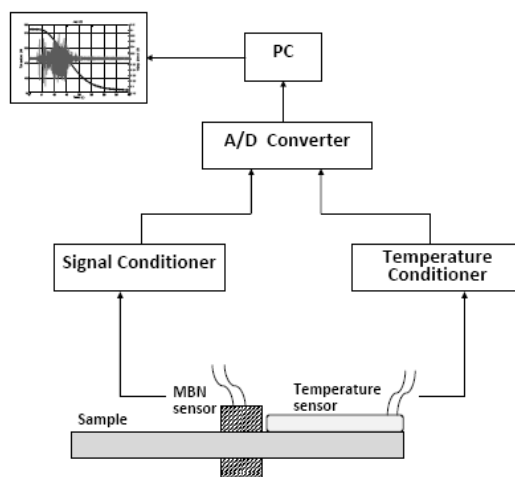 PC
A/D Converter
Signal Conditioner
Temperature
Conditioner
MBN
sensor
Temperature
sensor
Sample